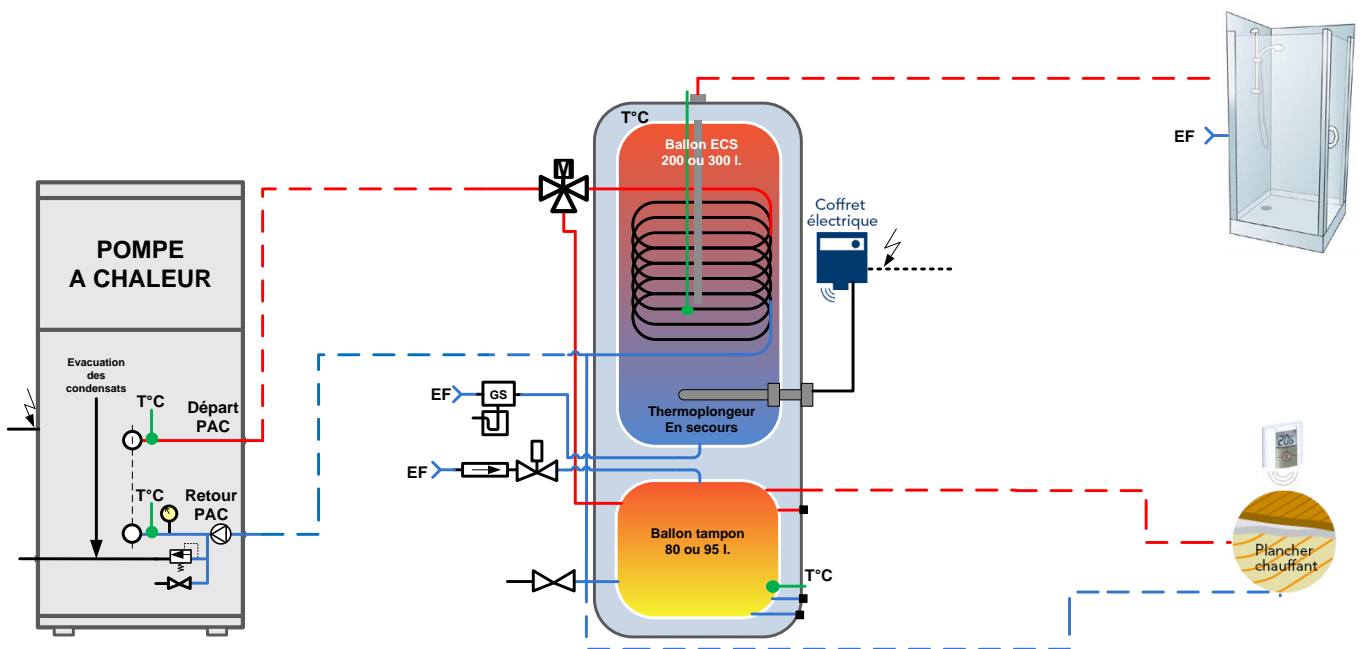 T°C
Ballon ECS
200 ou 300 l.
M
EF
Coffret
électrique
POMPE
A CHALEUR
Evacuation
des
condensats
T°C
Départ
PAC
EF
GS
Thermoplongeur
En secours
EF
20⁵
T°C
Retour
PAC
Ballon tampon
80 ou 95 l.
Plancher
chauffant
T°C